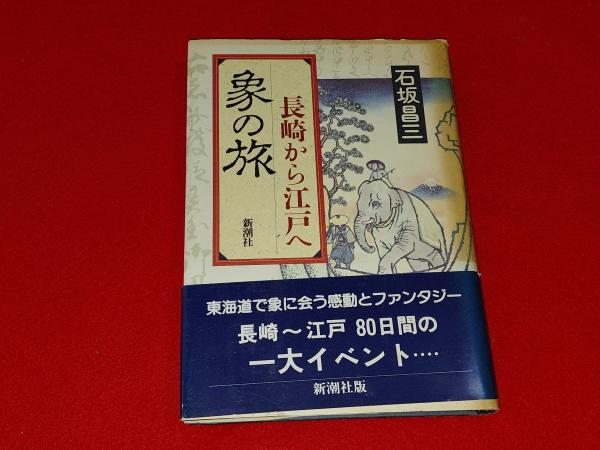 石坂昌三
長崎から江戸へ
象の旅
新潮社
東海道で象に会う感動とファンタジー
長崎～江戸 80日間の
一大イベント‥‥
新潮社版